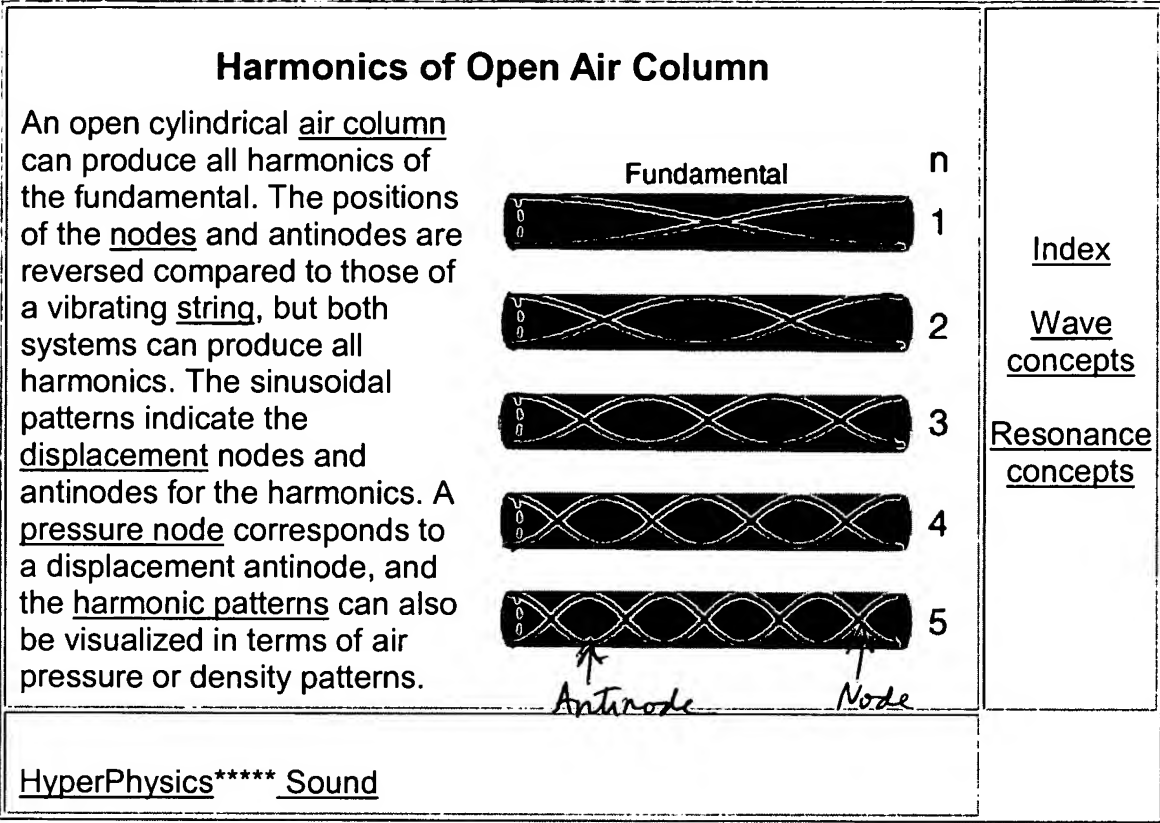 Harmonics of Open Air Column
An open cylindrical air column
can produce all harmonics of
the fundamental. The positions
of the nodes and antinodes are
reversed compared to those of
a vibrating string, but both
systems can produce all
harmonics. The sinusoidal
patterns indicate the
displacement nodes and
antinodes for the harmonics. A
pressure node corresponds to
a displacement antinode, and
the harmonic patterns can also
be visualized in terms of air
pressure or density patterns.
Fundamental
n
1
2
3
4
5
Antinode
Node
Index
Wave
concepts
Resonance
concepts
HyperPhysics***** Sound